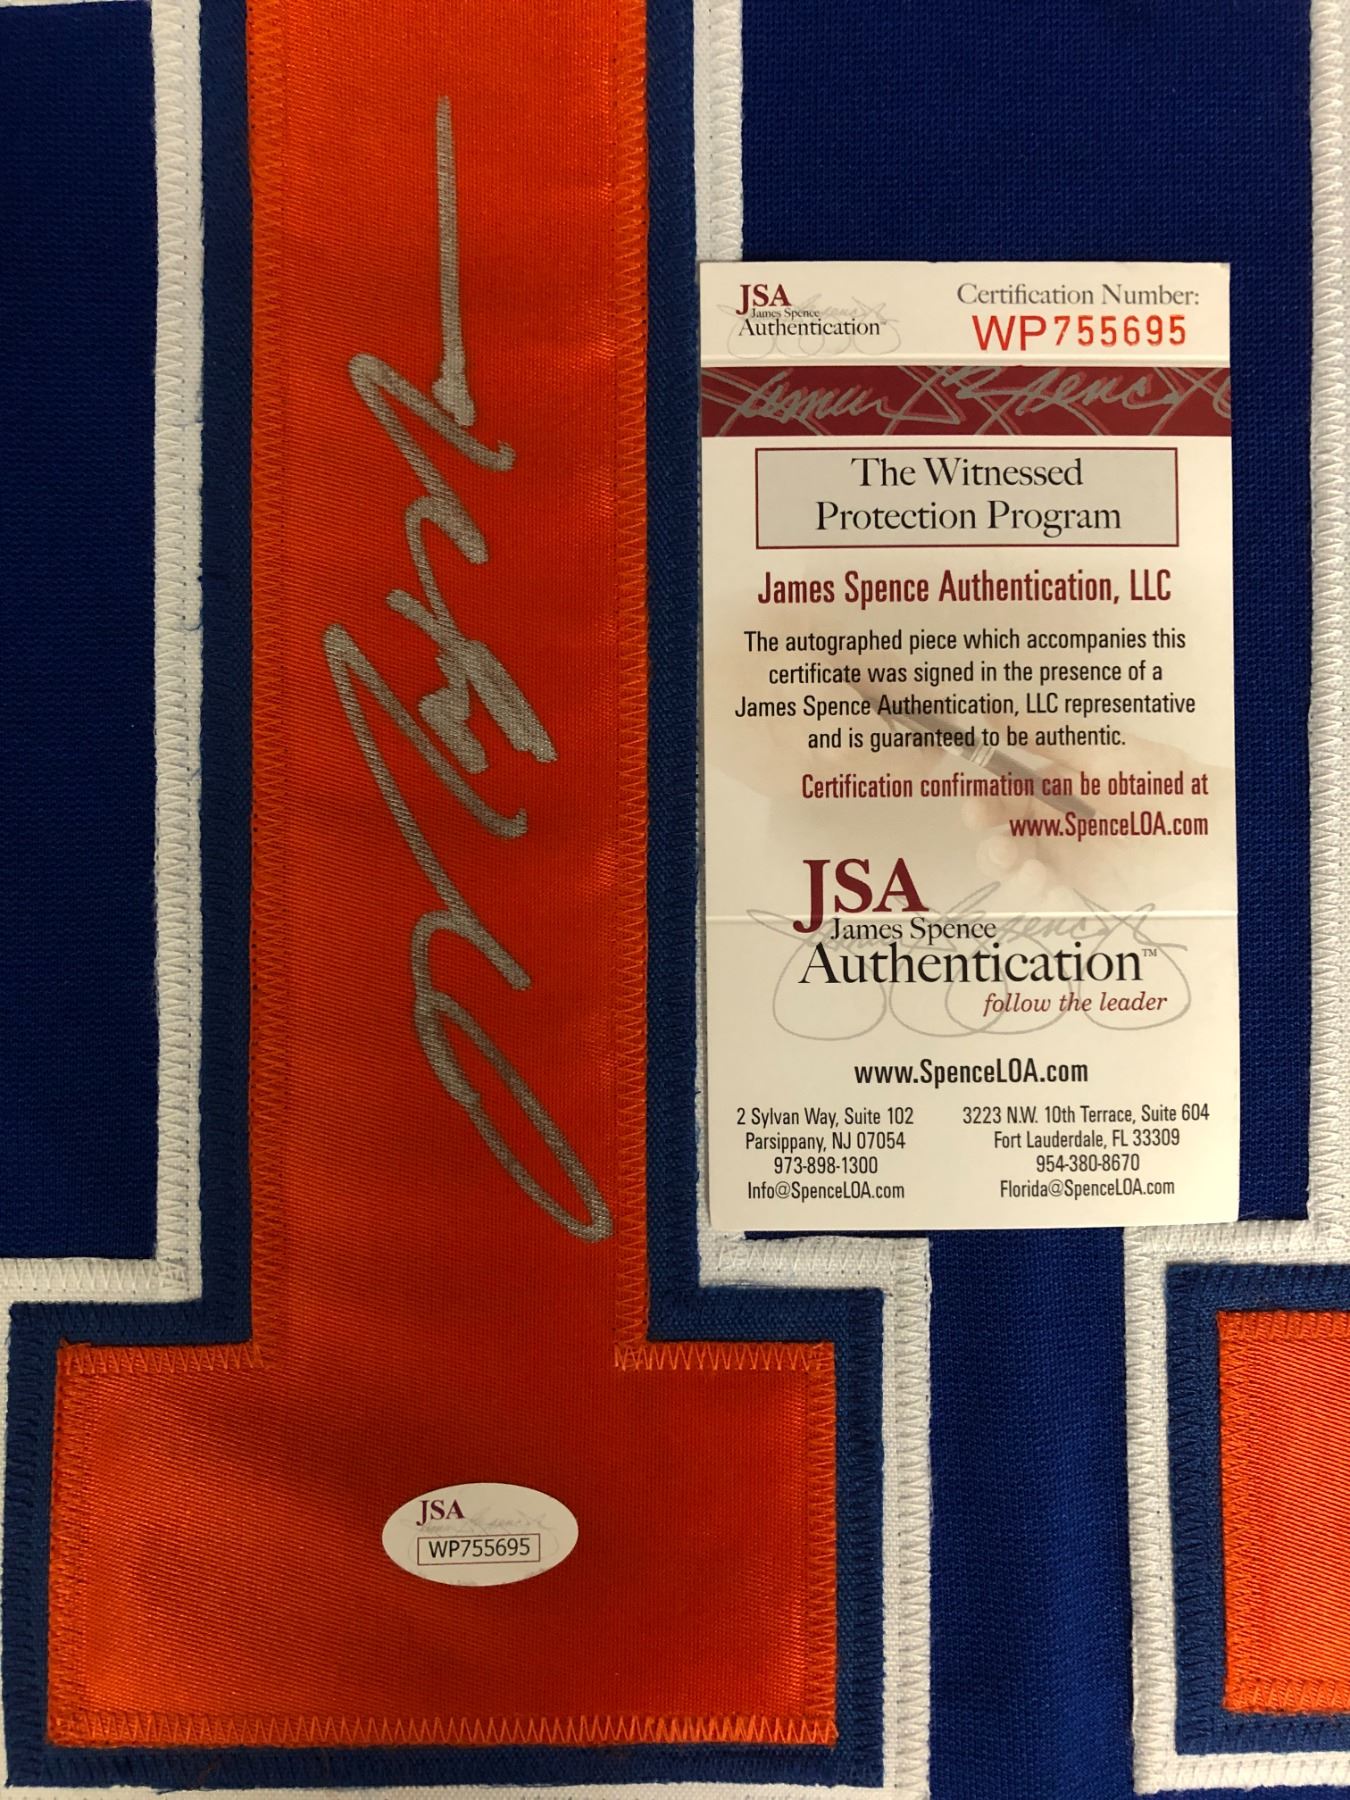 JSA
James Spence
Authentication™
Certification Number:
WP755695
The Witnessed
Protection Program
James Spence Authentication, LLC
The autographed piece which accompanies this
certificate was signed in the presence of a
James Spence Authentication, LLC representative
and is guaranteed to be authentic.
Certification confirmation can be obtained at
www.SpenceLOA.com
JSA
James Spence
Authentication™
follow the leader
www.SpenceLOA.com
2 Sylvan Way, Suite 102
Parsippany, NJ 07054
973-898-1300
Info@SpenceLOA.com
3223 N.W. 10th Terrace, Suite 604
Fort Lauderdale, FL 33309
954-380-8670
Florida@SpenceLOA.com
JSA
WP755695